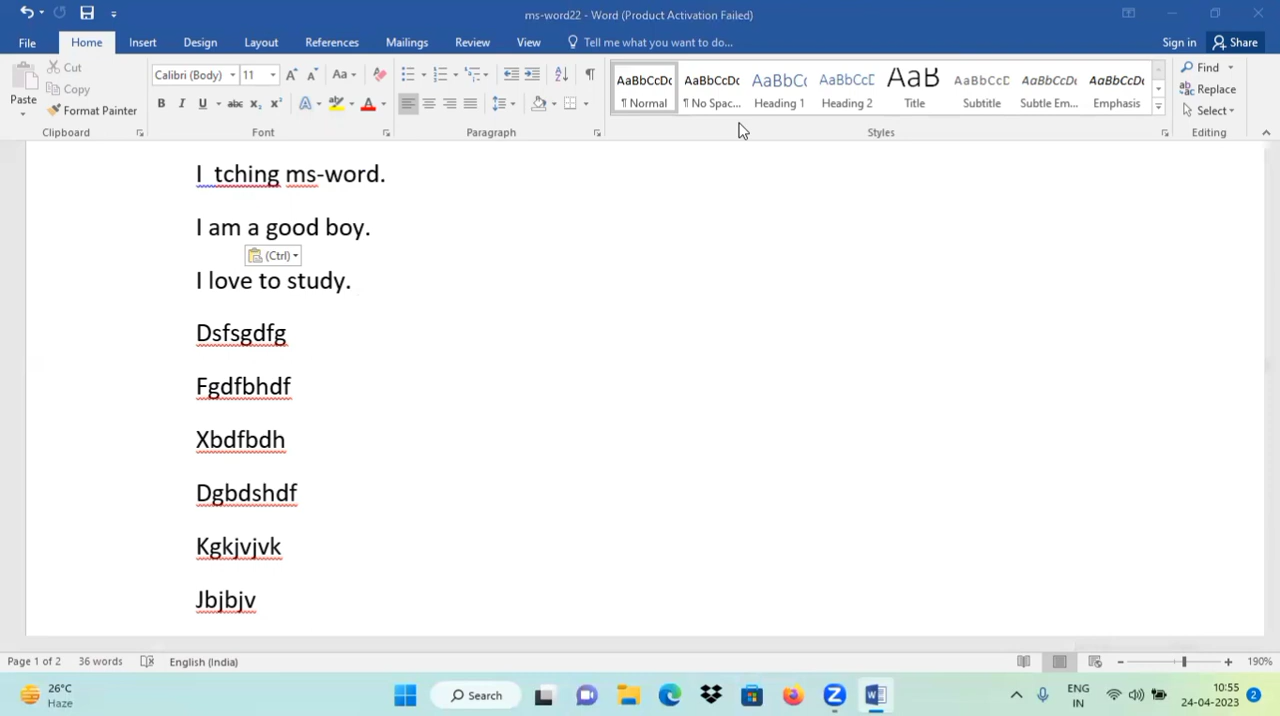 ms-word22 - Word (Product Activation Failed)
File Home Insert Design Layout References Mailings Review View Tell me what you want to do... Sign in Share
Paste
Cut
Copy
Format Painter
Clipboard
Calibri (Body) 11
Aa
B I U abc x₂ x² A A
Font
Paragraph
AaBbCcDc AaBbCcDc AaBbCc AaBbCcD AaB AaBbCcD AaBbCcDc AaBbCcDc
¶ Normal ¶ No Spac... Heading 1 Heading 2 Title Subtitle Subtle Em... Emphasis
Styles
Find
Replace
Select
Editing
I tching ms-word.
I am a good boy.
(Ctrl)
I love to study.
Dsfsgdfg
Fgdfbhdf
Xbdfbdh
Dgbdshdf
Kgkjvjvk
Jbjbjv
Page 1 of 2 36 words English (India) 190%
26°C
Haze
Search
ENG
IN
10:55
24-04-2023
2